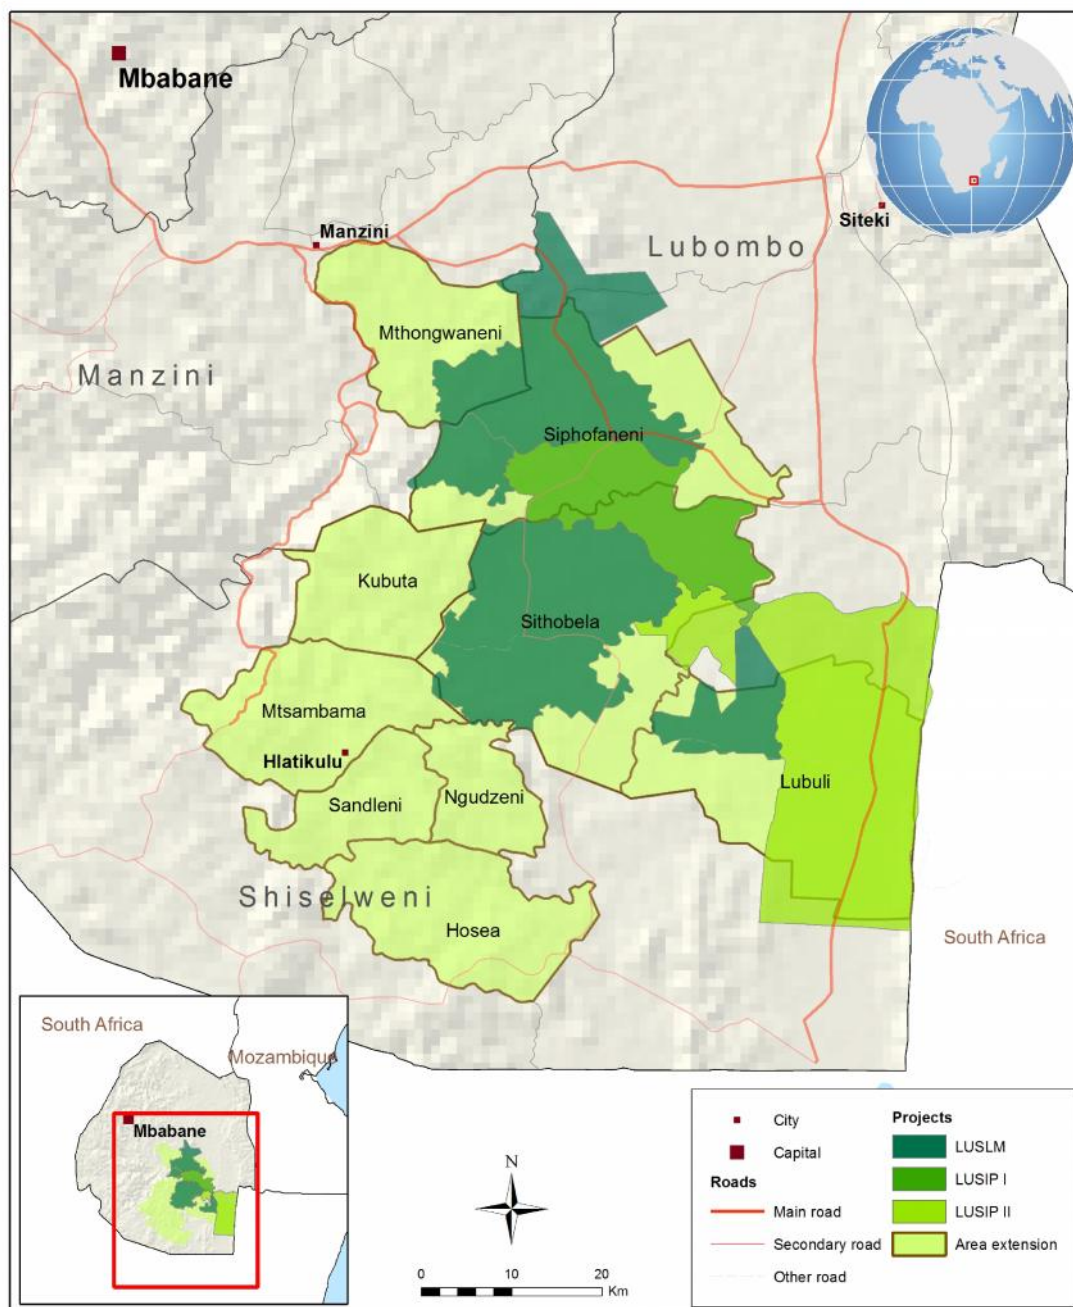 Mbabane
Manzini
Siteki
Lubombo
Mthongwaneni
Manzini
Siphofaneni
Kubuta
Sithobela
Mtsambama
Hlatikulu
Lubuli
Sandleni
Ngudzeni
Shiselweni
Hosea
South Africa
South Africa
Mozambique
Mbabane
N
0 5 10 20
Km
City
Capital
Roads
Main road
Secondary road
Other road
Projects
LUSLM
LUSIP I
LUSIP II
Area extension